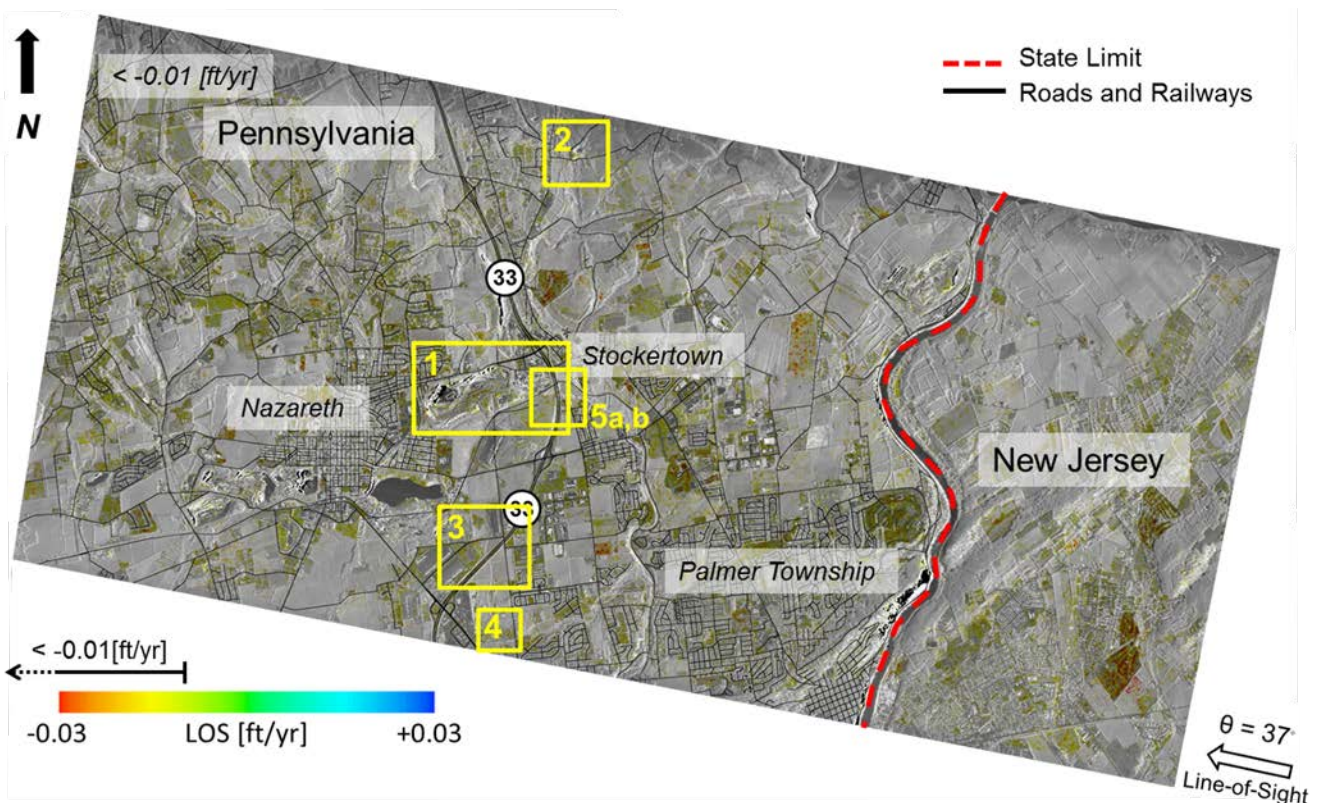 N
< -0.01 [ft/yr]
Pennsylvania
State Limit
Roads and Railways
2
33
Stockertown
1
Nazareth
5a,b
New Jersey
33
3
Palmer Township
4
< -0.01[ft/yr]
-0.03 LOS [ft/yr] +0.03
θ = 37°
Line-of-Sight